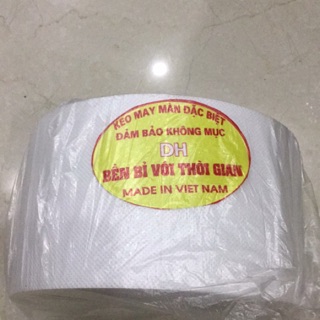 KEO MAY MÀN ĐẶC BIỆT
ĐẢM BẢO KHÔNG MỤC
DH
BỀN BỈ VỚI THỜI GIAN
MADE IN VIET NAM